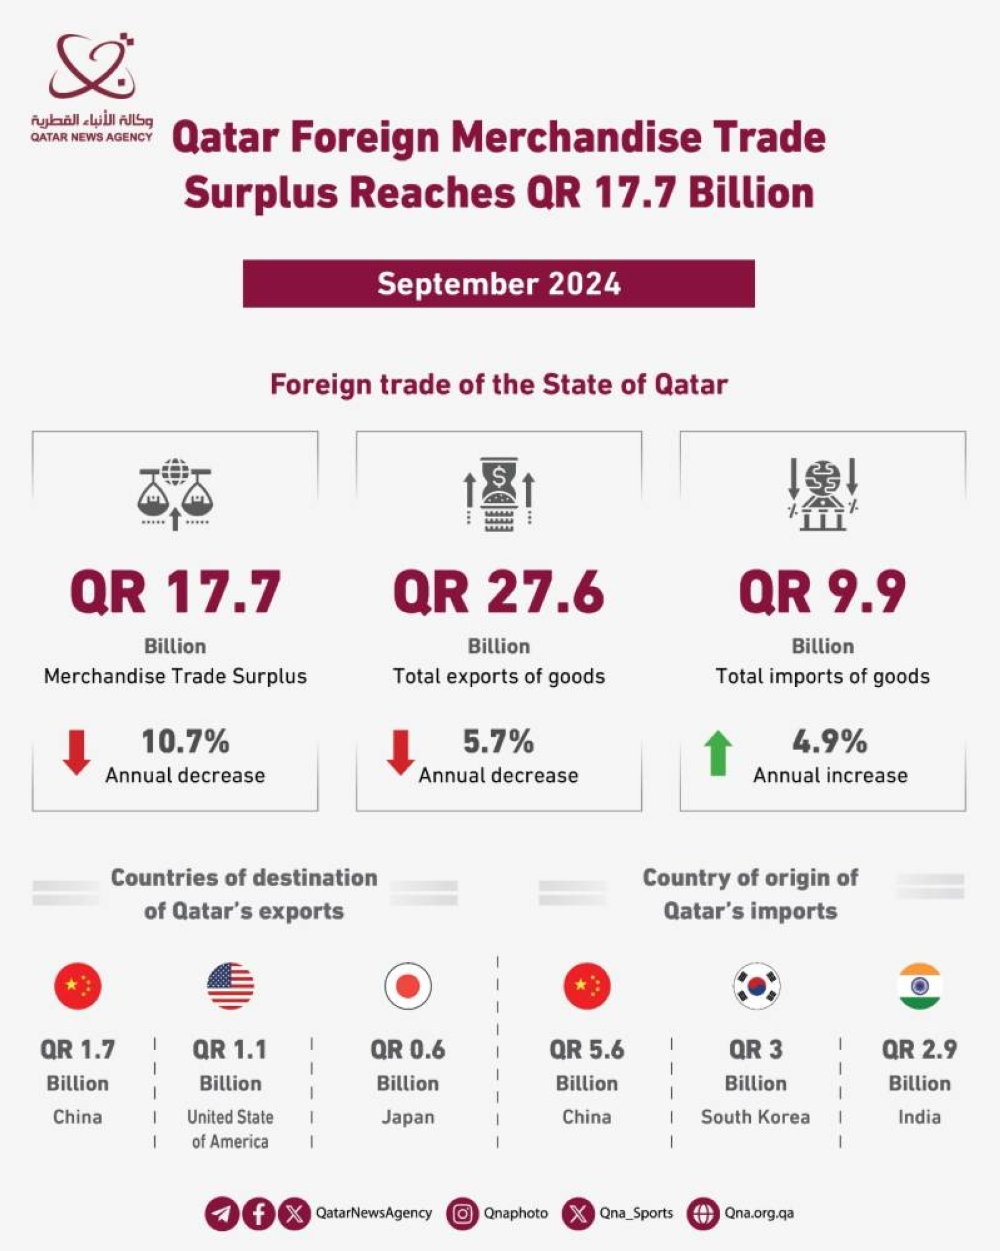 وكالة الأنباء القطرية
QATAR NEWS AGENCY
Qatar Foreign Merchandise Trade
Surplus Reaches QR 17.7 Billion
September 2024
Foreign trade of the State of Qatar
QR 17.7
Billion
Merchandise Trade Surplus
10.7%
Annual decrease
QR 27.6
Billion
Total exports of goods
5.7%
Annual decrease
QR 9.9
Billion
Total imports of goods
4.9%
Annual increase
Countries of destination
of Qatar's exports
QR 1.7
Billion
China
QR 1.1
Billion
United State
of America
QR 0.6
Billion
Japan
Country of origin of
Qatar's imports
QR 5.6
Billion
China
QR 3
Billion
South Korea
QR 2.9
Billion
India
QatarNewsAgency Qnaphoto Qna_Sports Qna.org.qa